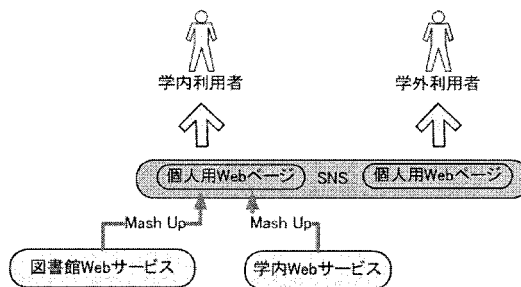 学内利用者 学外利用者
個人用Webページ SNS 個人用Webページ
Mash Up Mash Up
図書館Webサービス 学内Webサービス